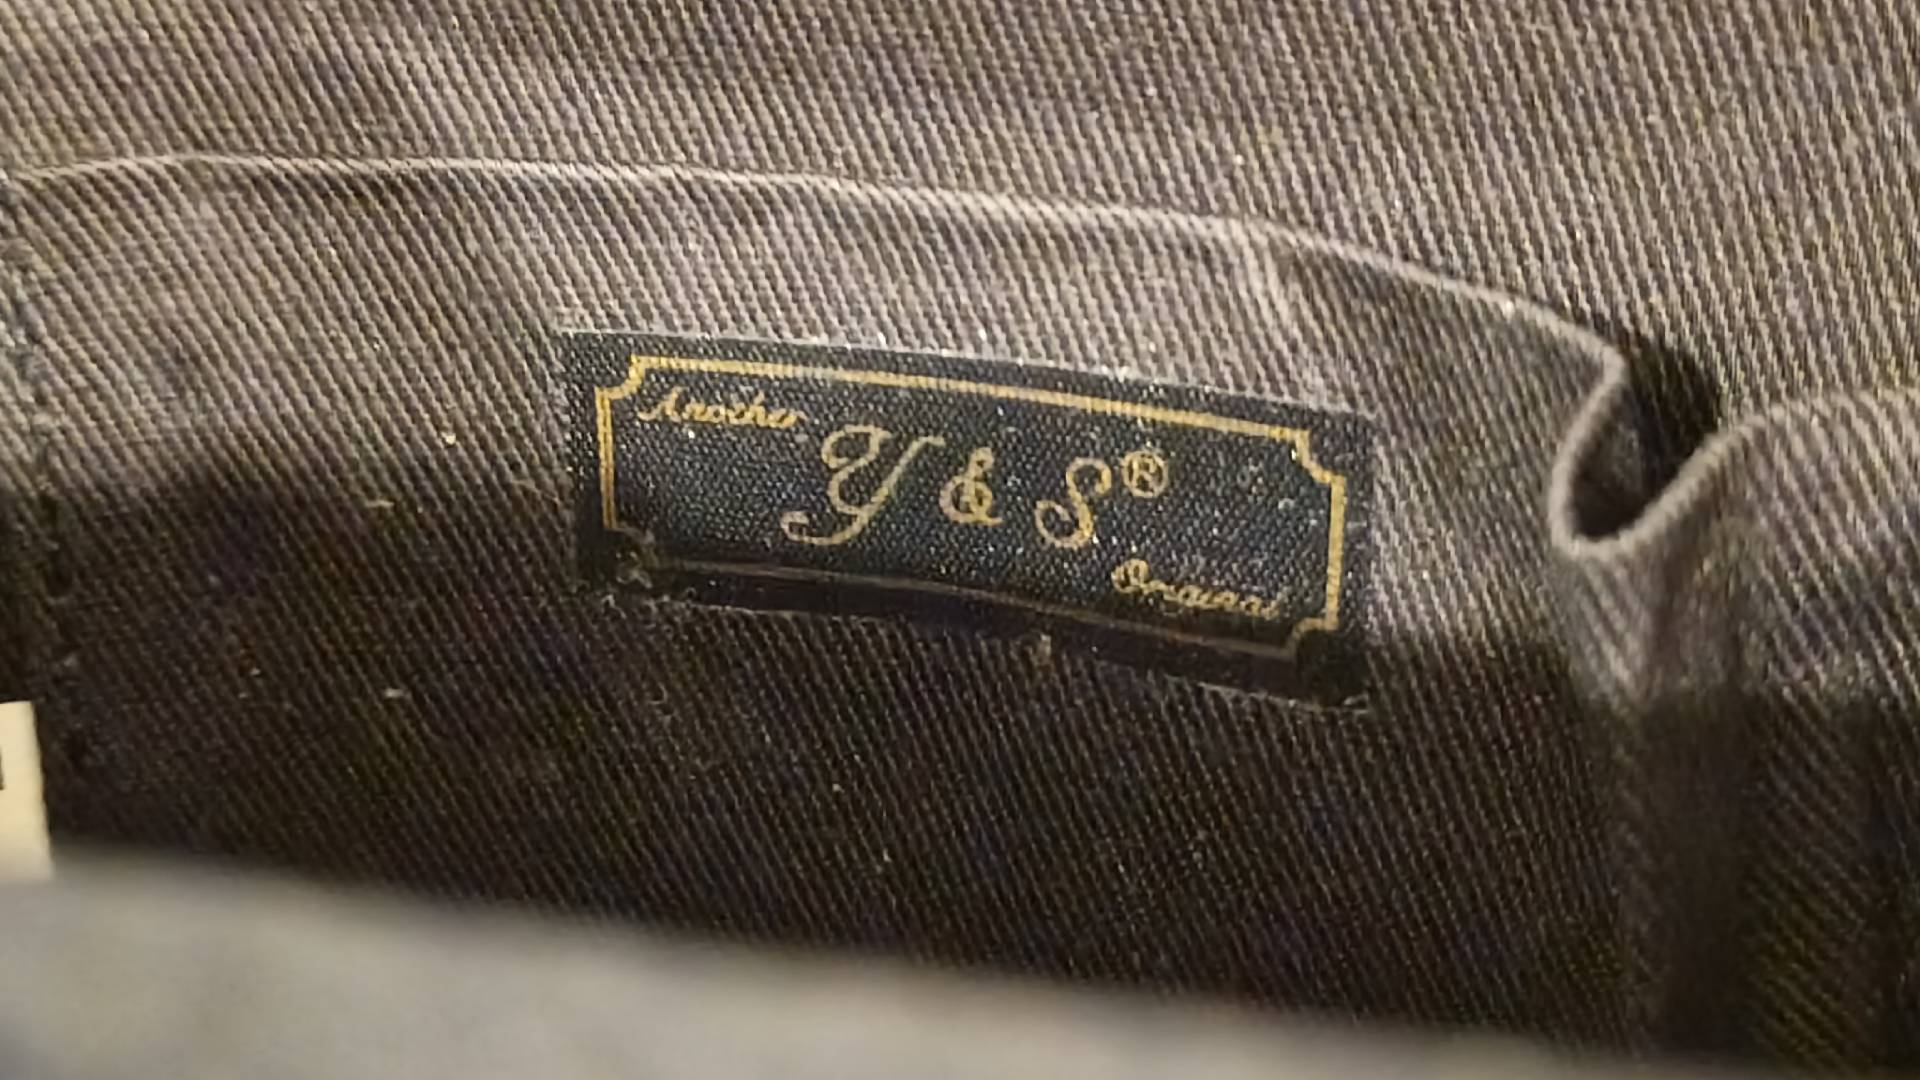 Another
Y & S®
Original